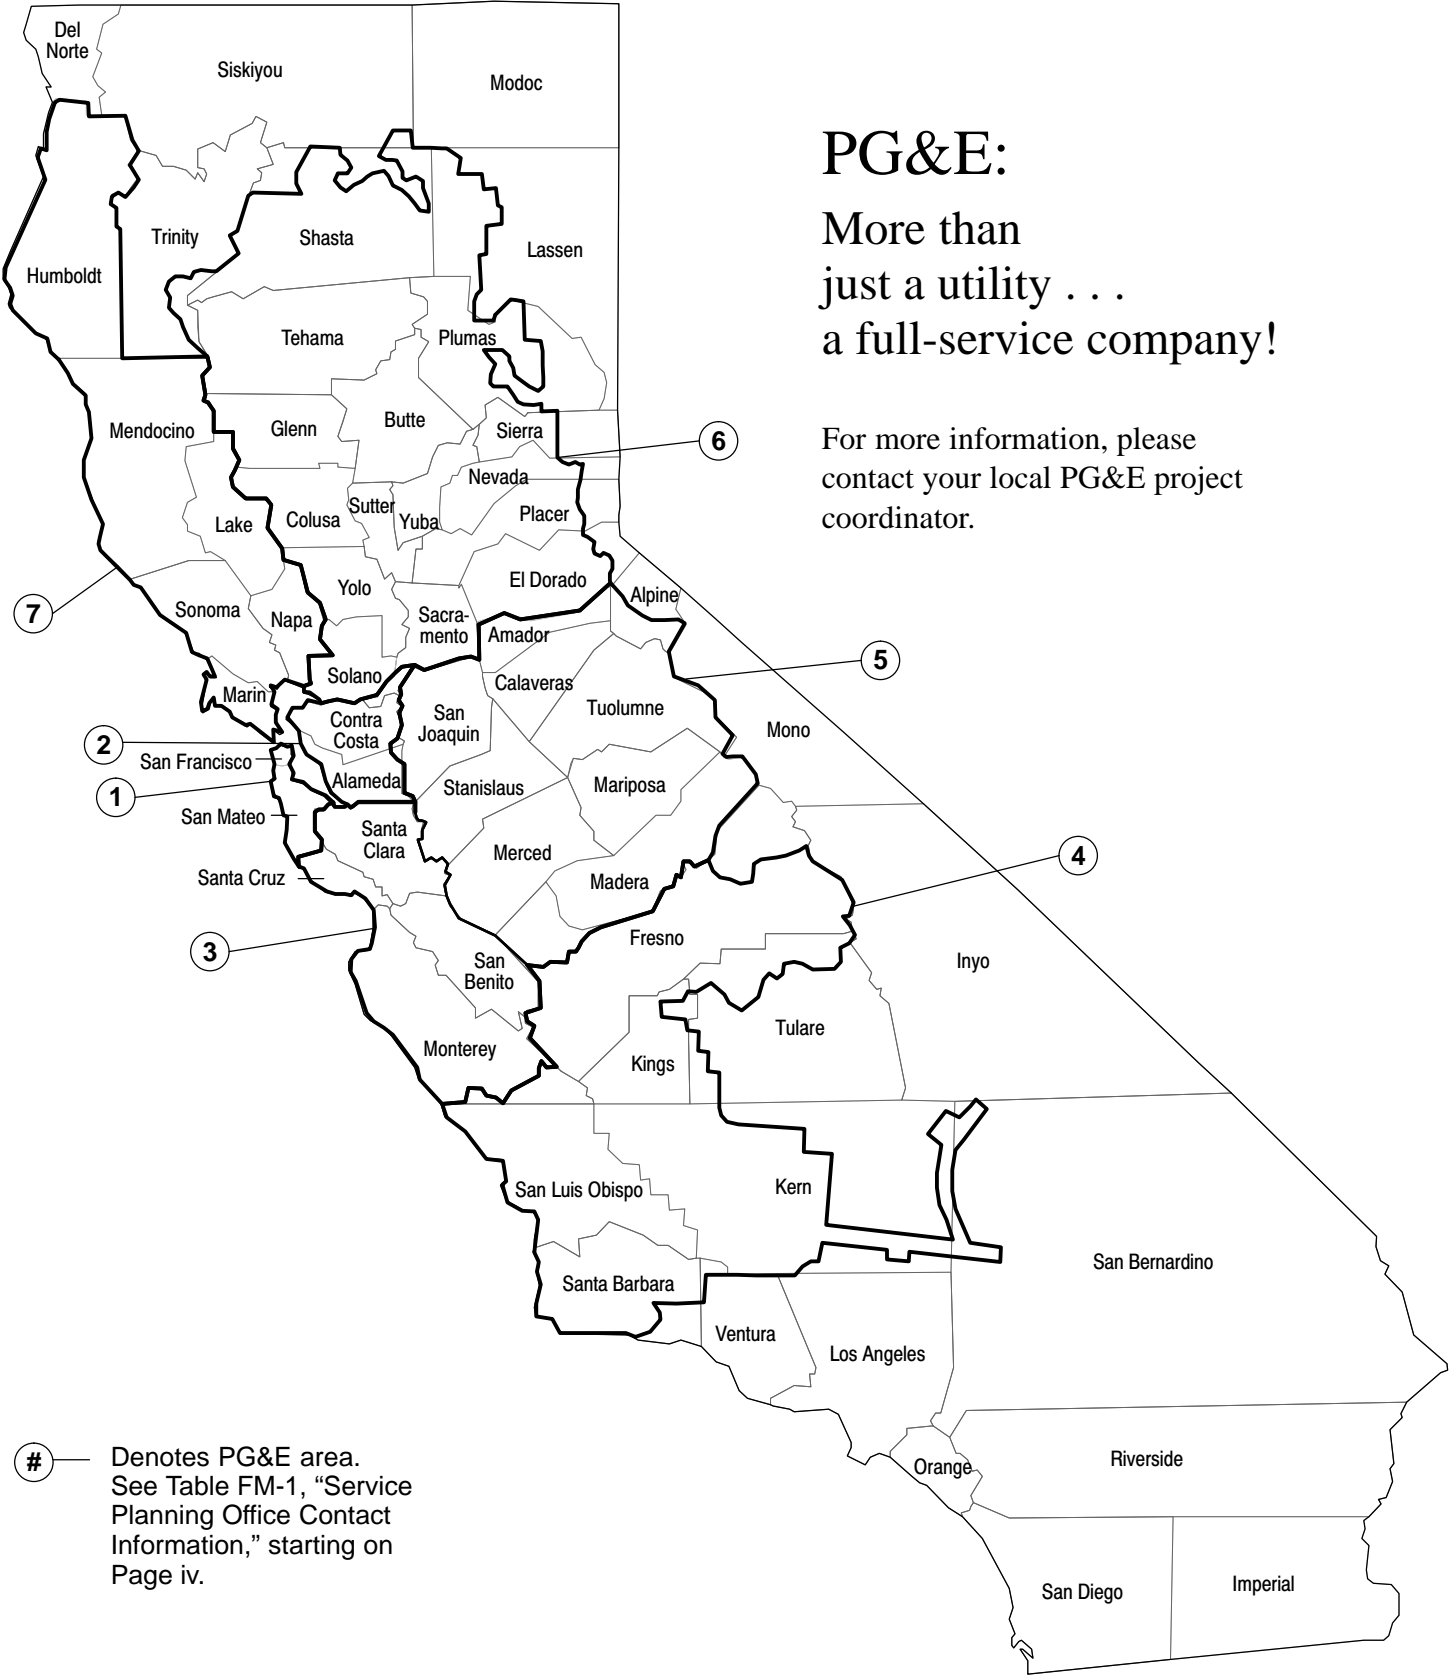 Del
Norte
Siskiyou
Modoc
PG&E:
More than
just a utility . . .
a full-service company!
For more information, please
contact your local PG&E project
coordinator.
Trinity
Shasta
Lassen
Humboldt
Tehama
Plumas
Mendocino
Glenn
Butte
Sierra
6
Nevada
Sutter
Colusa
Yuba
Placer
Lake
Yolo
El Dorado
Alpine
7
Sonoma
Napa
Sacra-
mento
Amador
5
Solano
Calaveras
Marin
Contra
Costa
San
Joaquin
Tuolumne
Mono
2
San Francisco
Alameda
Stanislaus
Mariposa
1
San Mateo
Santa
Clara
Merced
4
Santa Cruz
Madera
3
Fresno
San
Benito
Inyo
Tulare
Monterey
Kings
San Luis Obispo
Kern
San Bernardino
Santa Barbara
Ventura
Los Angeles
Orange
Riverside
San Diego
Imperial
#
Denotes PG&E area.
See Table FM-1, “Service
Planning Office Contact
Information,” starting on
Page iv.